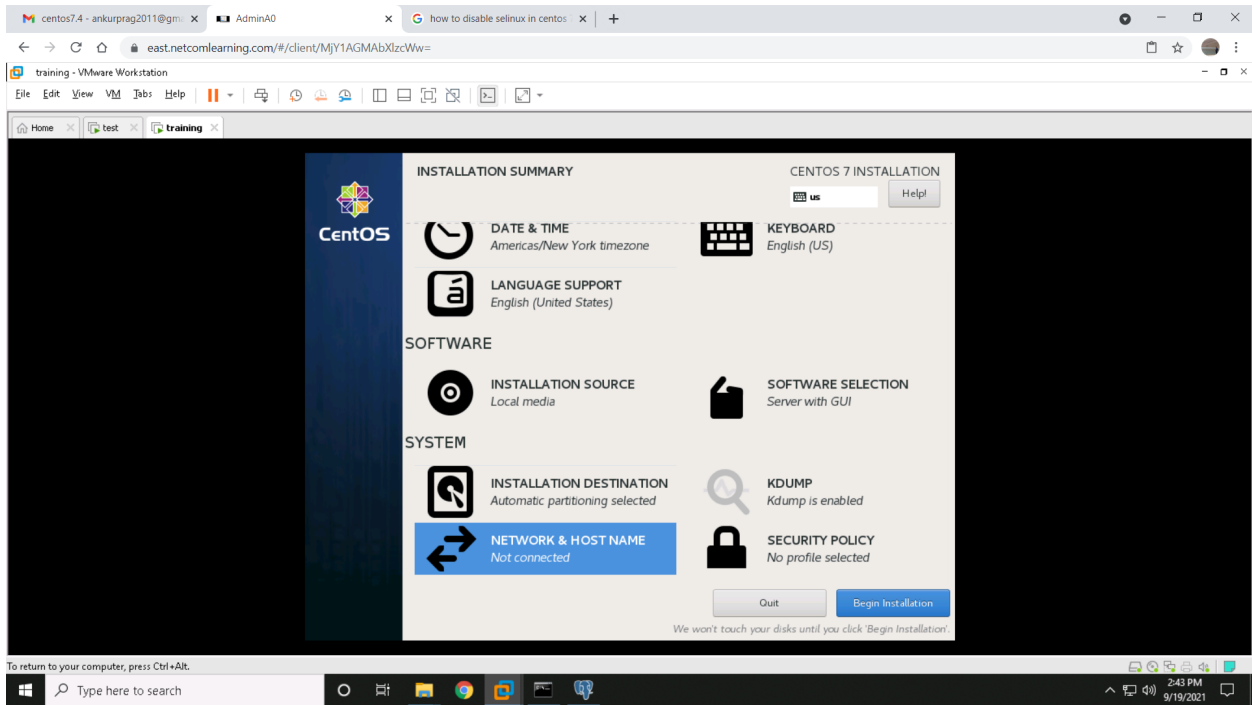 centos7.4 - ankurprag2011@gm
AdminA0
how to disable selinux in centos
east.netcomlearning.com/#/client/MjY1AGMAbXlzcWw=
training - VMware Workstation
File Edit View VM Tabs Help
Home test training
INSTALLATION SUMMARY
CENTOS 7 INSTALLATION
us
Help!
CentOS
DATE & TIME
Americas/New York timezone
KEYBOARD
English (US)
LANGUAGE SUPPORT
English (United States)
SOFTWARE
INSTALLATION SOURCE
Local media
SOFTWARE SELECTION
Server with GUI
SYSTEM
INSTALLATION DESTINATION
Automatic partitioning selected
KDUMP
Kdump is enabled
NETWORK & HOST NAME
Not connected
SECURITY POLICY
No profile selected
Quit
Begin Installation
We won't touch your disks until you click 'Begin Installation'.
To return to your computer, press Ctrl+Alt.
Type here to search
2:43 PM
9/19/2021